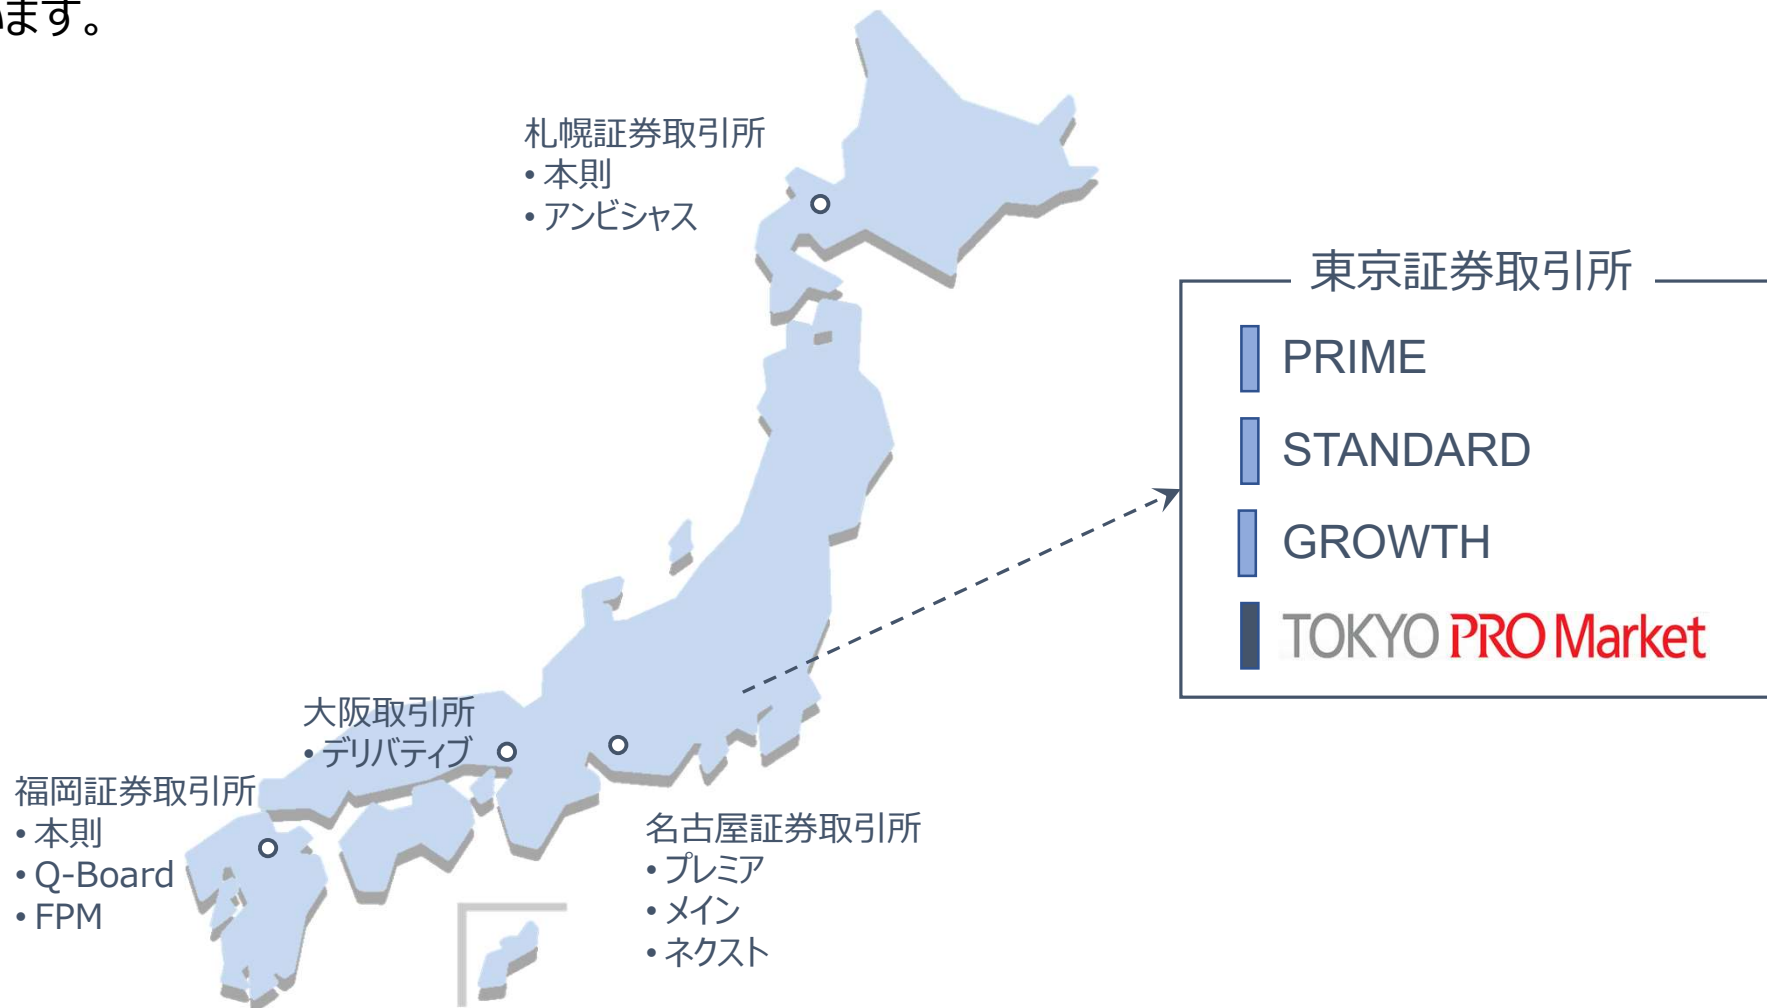 います。
札幌証券取引所
• 本則
• アンビシャス
東京証券取引所
PRIME
STANDARD
GROWTH
TOKYO PRO Market
大阪取引所
• デリバティブ
福岡証券取引所
• 本則
• Q-Board
• FPM
名古屋証券取引所
• プレミア
• メイン
• ネクスト